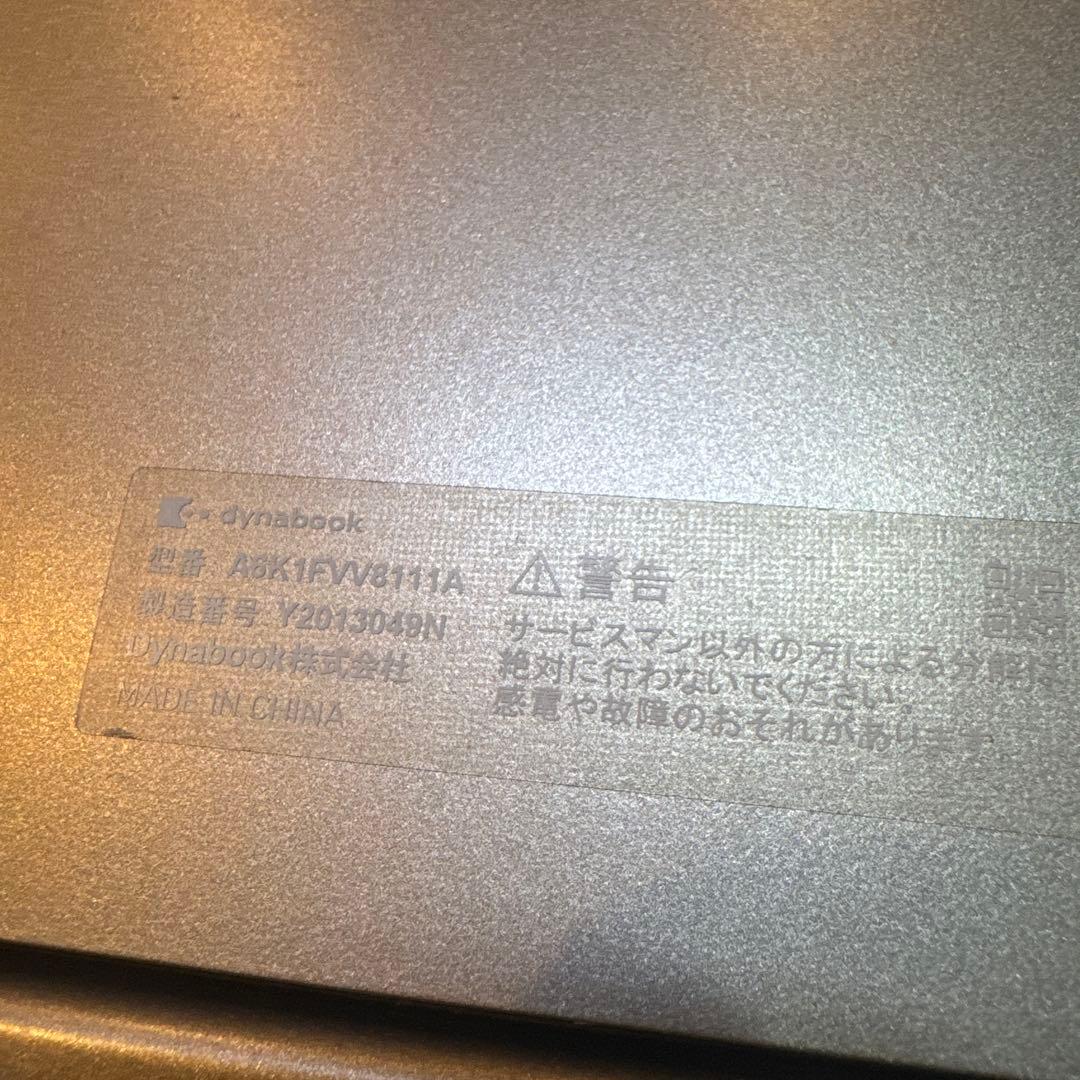 dynabook
型番 A6K1FVV8111A
製造番号 Y2013049N
Dynabook株式会社
MADE IN CHINA
警告
サービスマン以外の方による分解は
絶対に行わないでください。
感電や故障のおそれがあります。